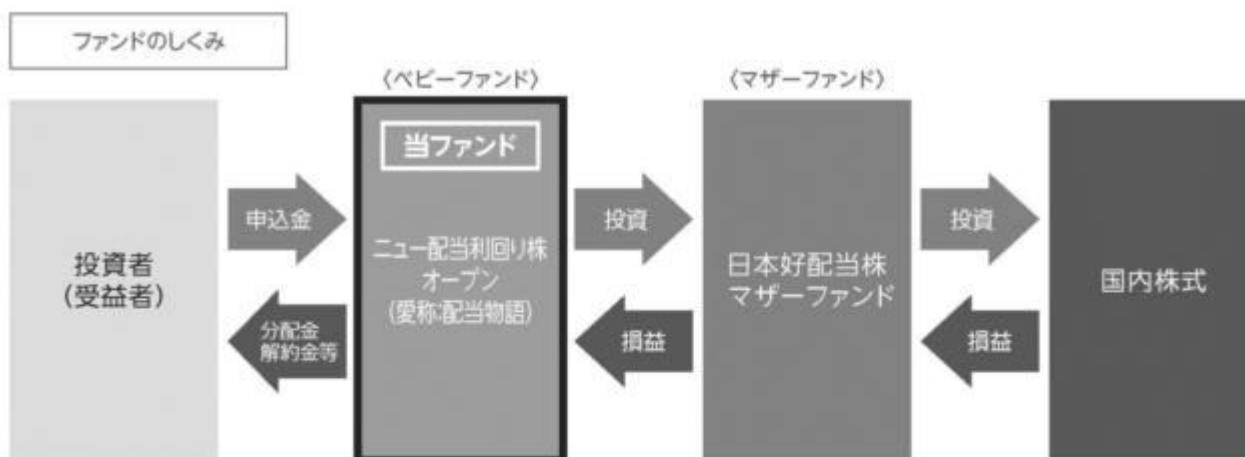 ファンドのしくみ
〈ベビーファンド〉
〈マザーファンド〉
投資者
(受益者)
申込金
分配金
解約金等
当ファンド
ニュー配当利回り株
オープン
(愛称:配当物語)
投資
損益
日本好配当株
マザーファンド
投資
損益
国内株式